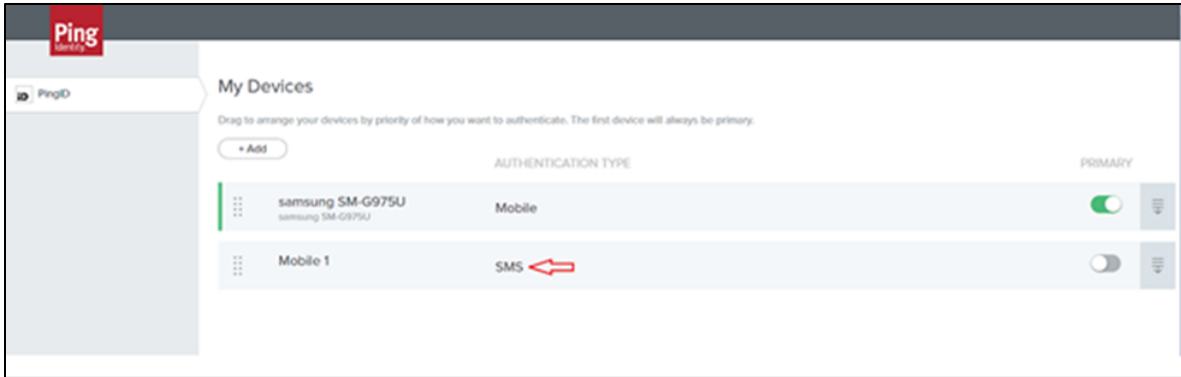 Ping
Identity
iD PingID
My Devices
Drag to arrange your devices by priority of how you want to authenticate. The first device will always be primary.
+ Add
AUTHENTICATION TYPE PRIMARY
samsung SM-G975U
samsung SM-G975U
Mobile
Mobile 1
SMS